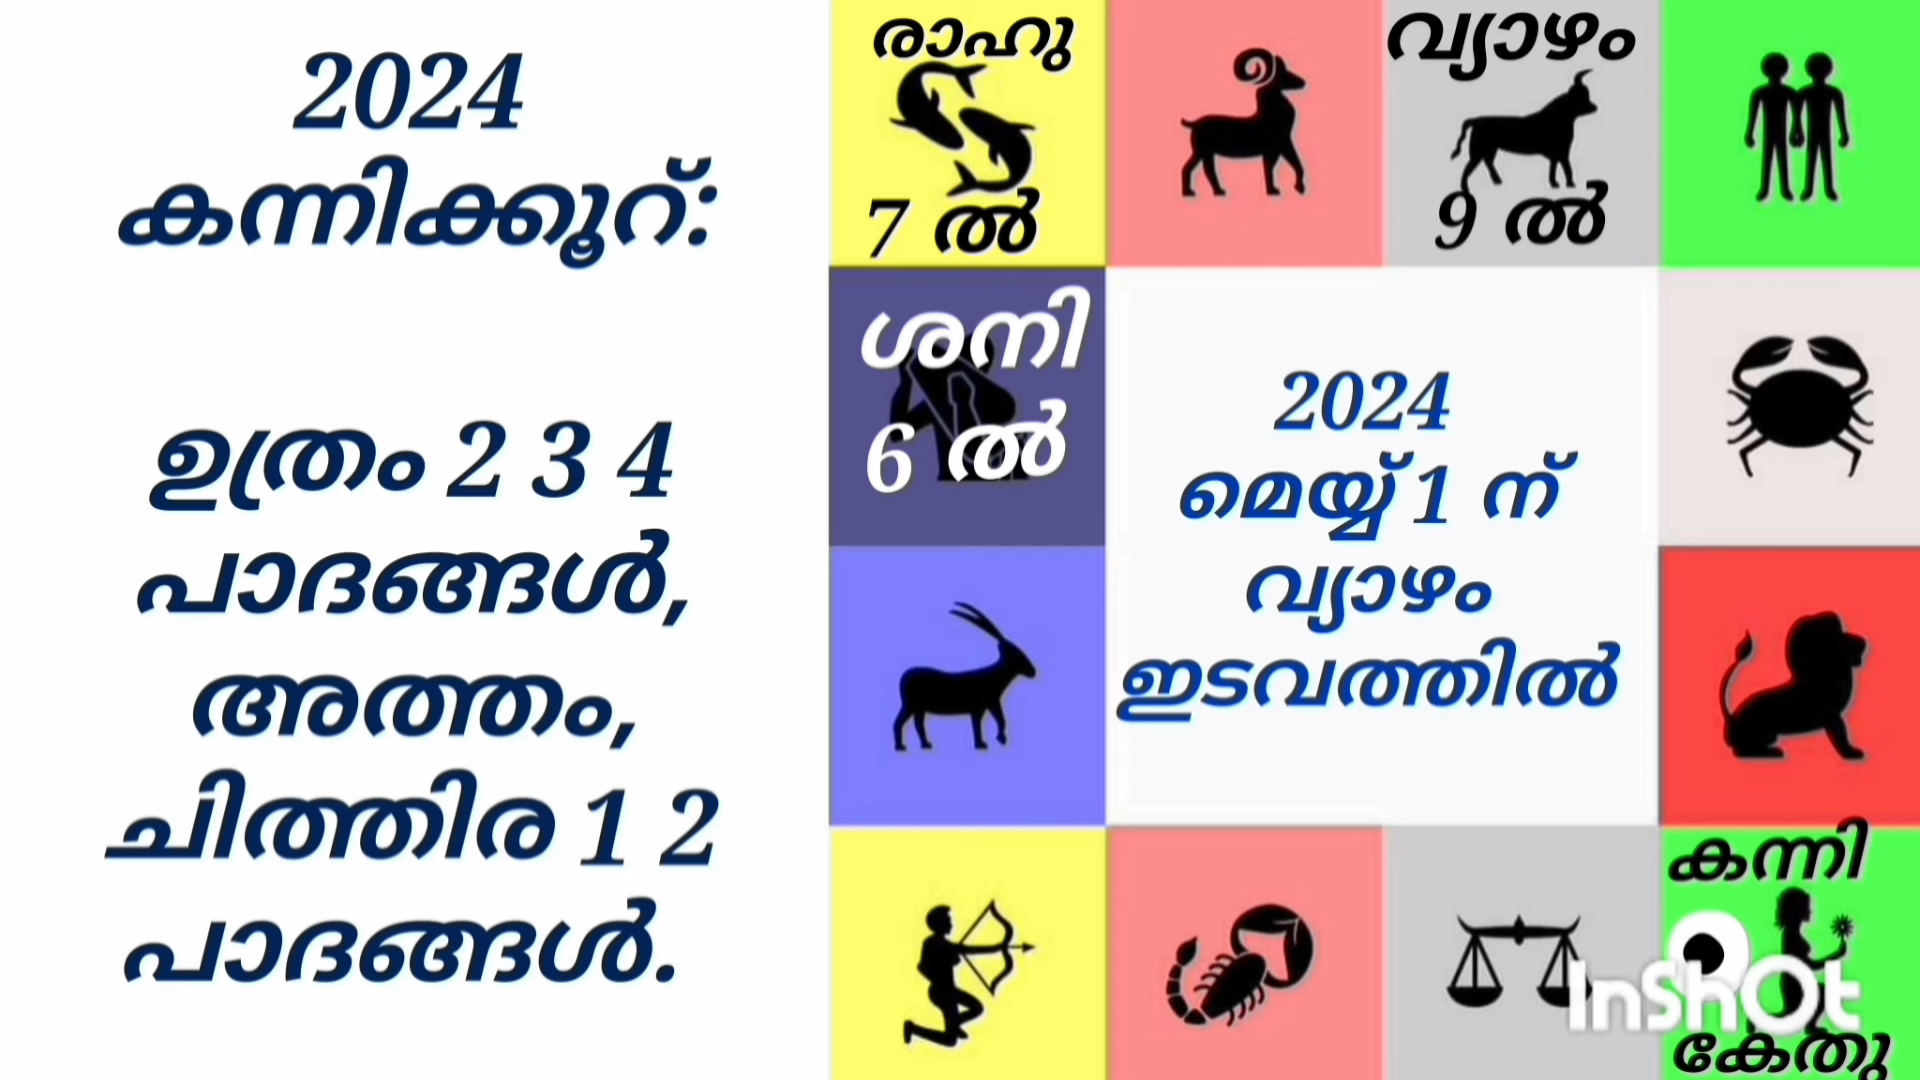 2024
കന്നിക്കൂറ്:
ഉത്രം 2 3 4
പാദങ്ങൾ,
അത്തം,
ചിത്തിര 1 2
പാദങ്ങൾ.
രാഹു
7 ൽ
വ്യാഴം
9 ൽ
ശനി
6 ൽ
2024
മെയ്യ് 1 ന്
വ്യാഴം
ഇടവത്തിൽ
കന്നി
InShOt
കേതു